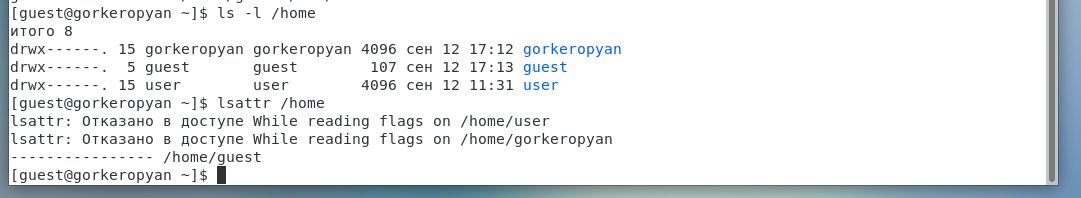 [guest@gorkeropyan ~]$ ls -l /home
итого 8
drwx------. 15 gorkeropyan gorkeropyan 4096 сен 12 17:12 gorkeropyan
drwx------.  5 guest       guest        107 сен 12 17:13 guest
drwx------. 15 user        user        4096 сен 12 11:31 user
[guest@gorkeropyan ~]$ lsattr /home
lsattr: Отказано в доступе While reading flags on /home/user
lsattr: Отказано в доступе While reading flags on /home/gorkeropyan
---------------- /home/guest
[guest@gorkeropyan ~]$